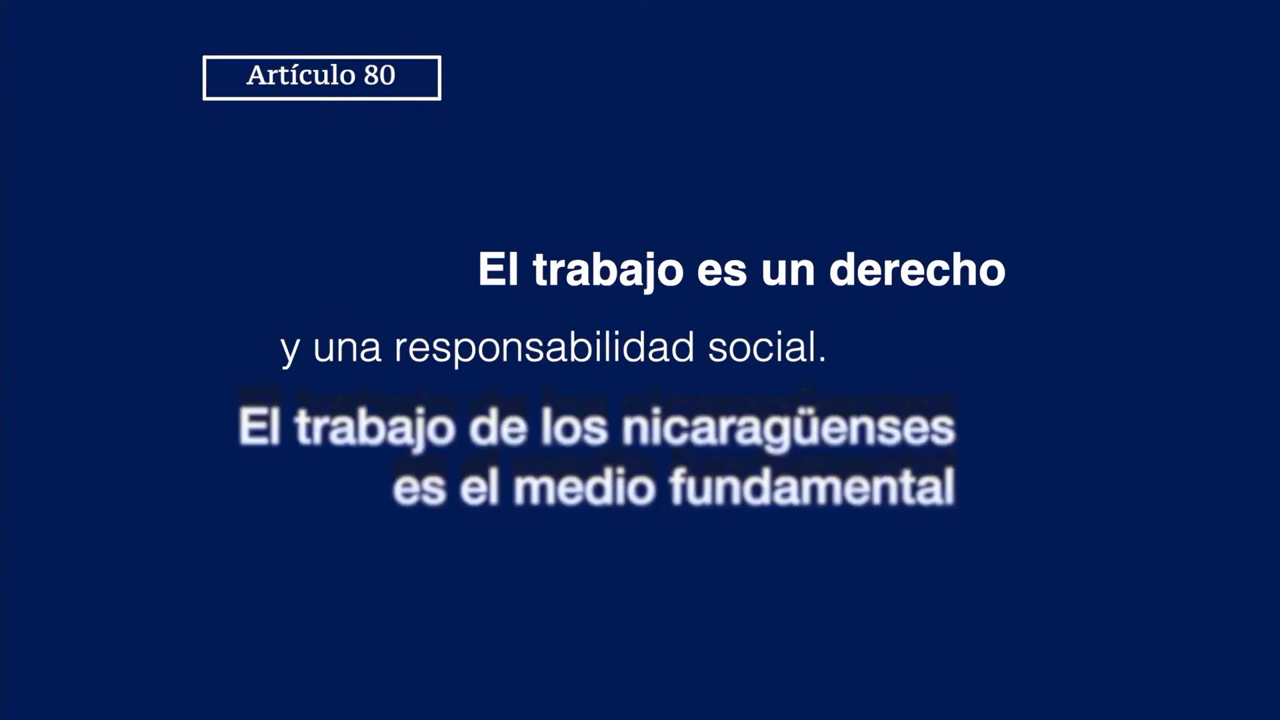 Artículo 80
El trabajo es un derecho
y una responsabilidad social.
El trabajo de los nicaragüenses
es el medio fundamental